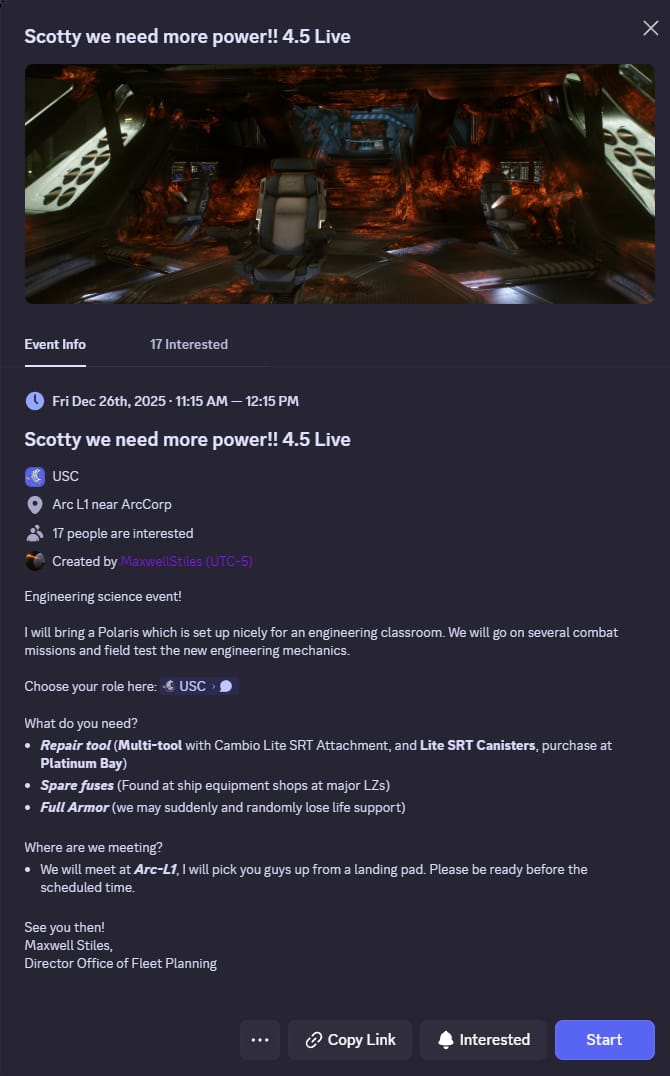 Scotty we need more power!! 4.5 Live
Event Info
17 Interested
Fri Dec 26th, 2025 · 11:15 AM — 12:15 PM
Scotty we need more power!! 4.5 Live
USC
Arc L1 near ArcCorp
17 people are interested
Created by MaxwellStiles (UTC-5)
Engineering science event!
I will bring a Polaris which is set up nicely for an engineering classroom. We will go on several combat
missions and field test the new engineering mechanics.
Choose your role here: USC ›
What do you need?
• Repair tool (Multi-tool with Cambio Lite SRT Attachment, and Lite SRT Canisters, purchase at
Platinum Bay)
• Spare fuses (Found at ship equipment shops at major LZs)
• Full Armor (we may suddenly and randomly lose life support)
Where are we meeting?
• We will meet at Arc-L1, I will pick you guys up from a landing pad. Please be ready before the
scheduled time.
See you then!
Maxwell Stiles,
Director Office of Fleet Planning
Copy Link
Interested
Start